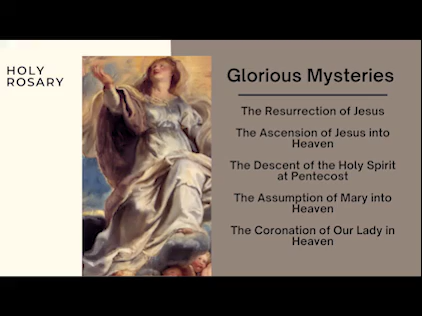 HOLY
ROSARY
Glorious Mysteries
The Resurrection of Jesus
The Ascension of Jesus into
Heaven
The Descent of the Holy Spirit
at Pentecost
The Assumption of Mary into
Heaven
The Coronation of Our Lady in
Heaven